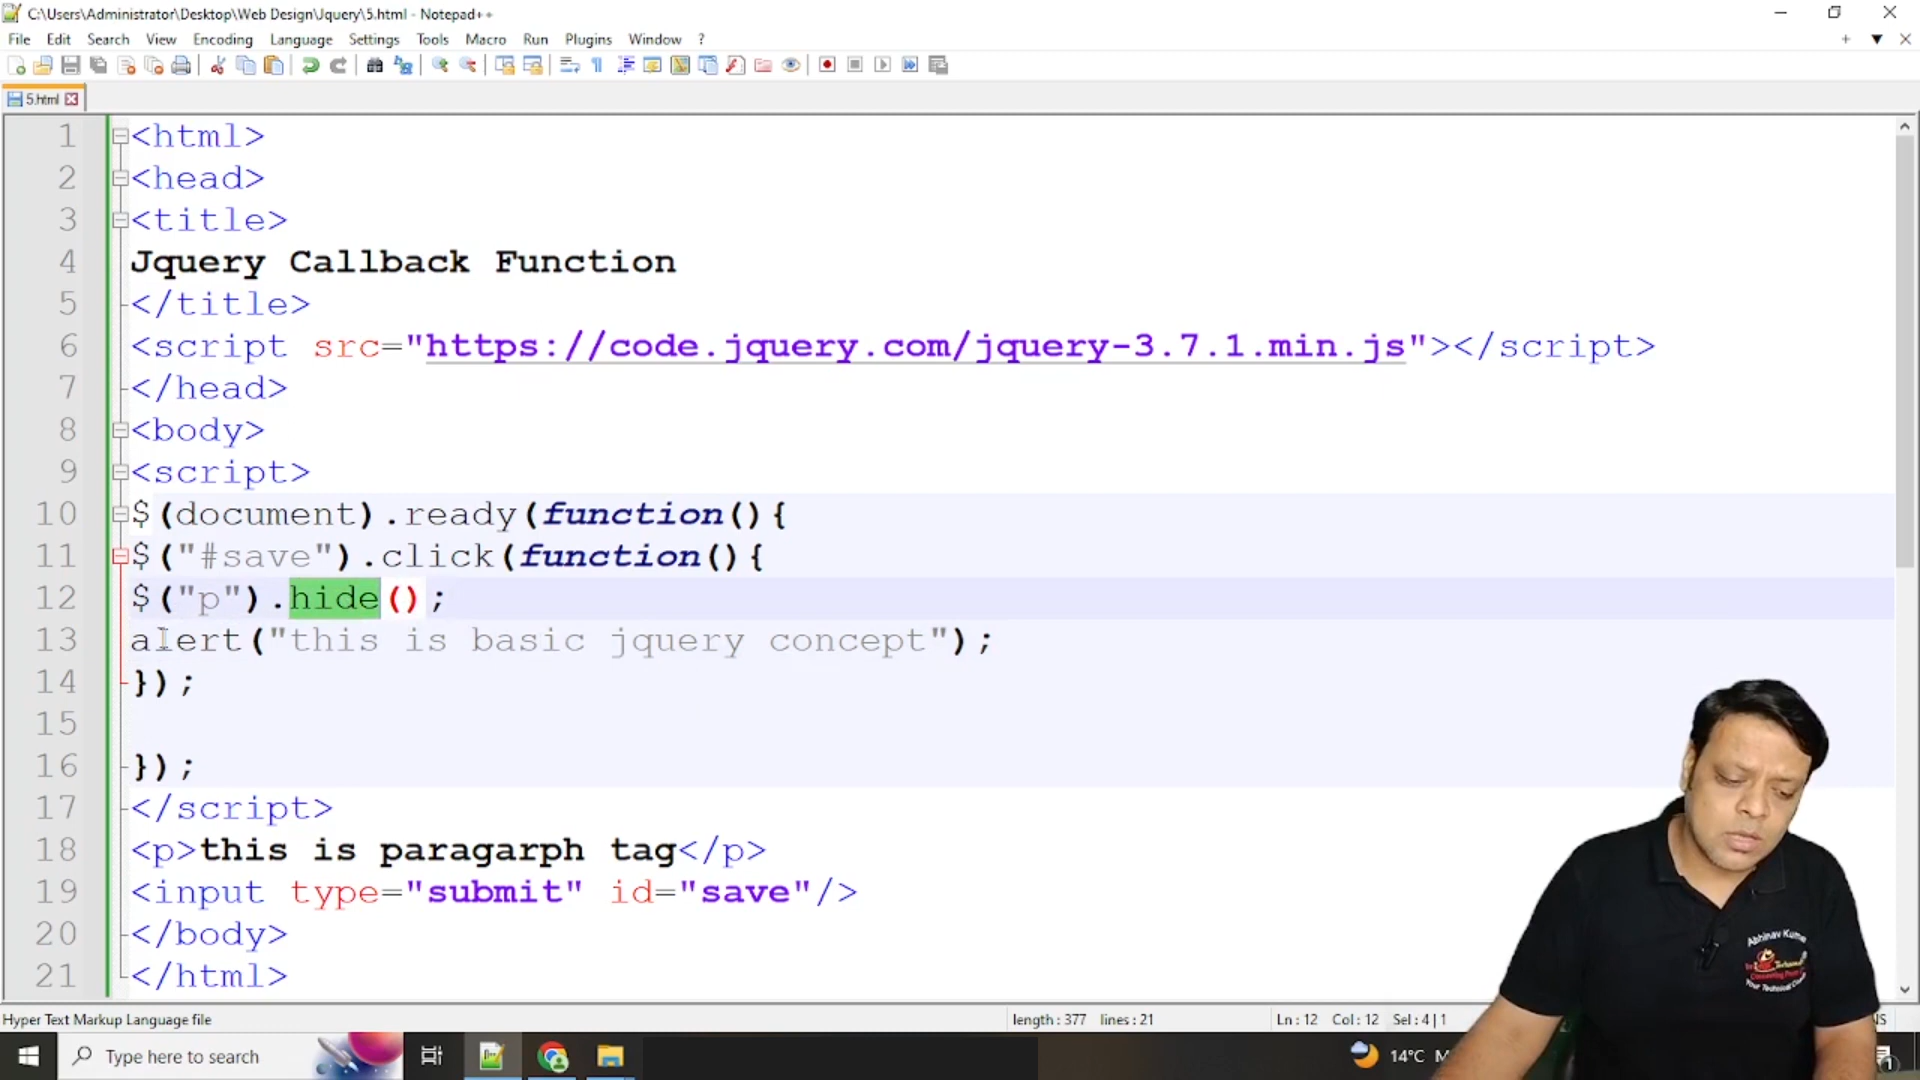 C:\Users\Administrator\Desktop\Web Design\Jquery\5.html - Notepad++
File Edit Search View Encoding Language Settings Tools Macro Run Plugins Window ?
5.html
1 <html>
2 <head>
3 <title>
4 Jquery Callback Function
5 </title>
6 <script src="https://code.jquery.com/jquery-3.7.1.min.js"></script>
7 </head>
8 <body>
9 <script>
10 $(document).ready(function(){
11 $("#save").click(function(){
12 $("p").hide();
13 alert("this is basic jquery concept");
14 });
15
16 });
17 </script>
18 <p>this is paragarph tag</p>
19 <input type="submit" id="save"/>
20 </body>
21 </html>
Abhinav Kumar
Your Technical
Hyper Text Markup Language file length : 377 lines : 21 Ln : 12 Col : 12 Sel : 4 | 1
Type here to search 14°C